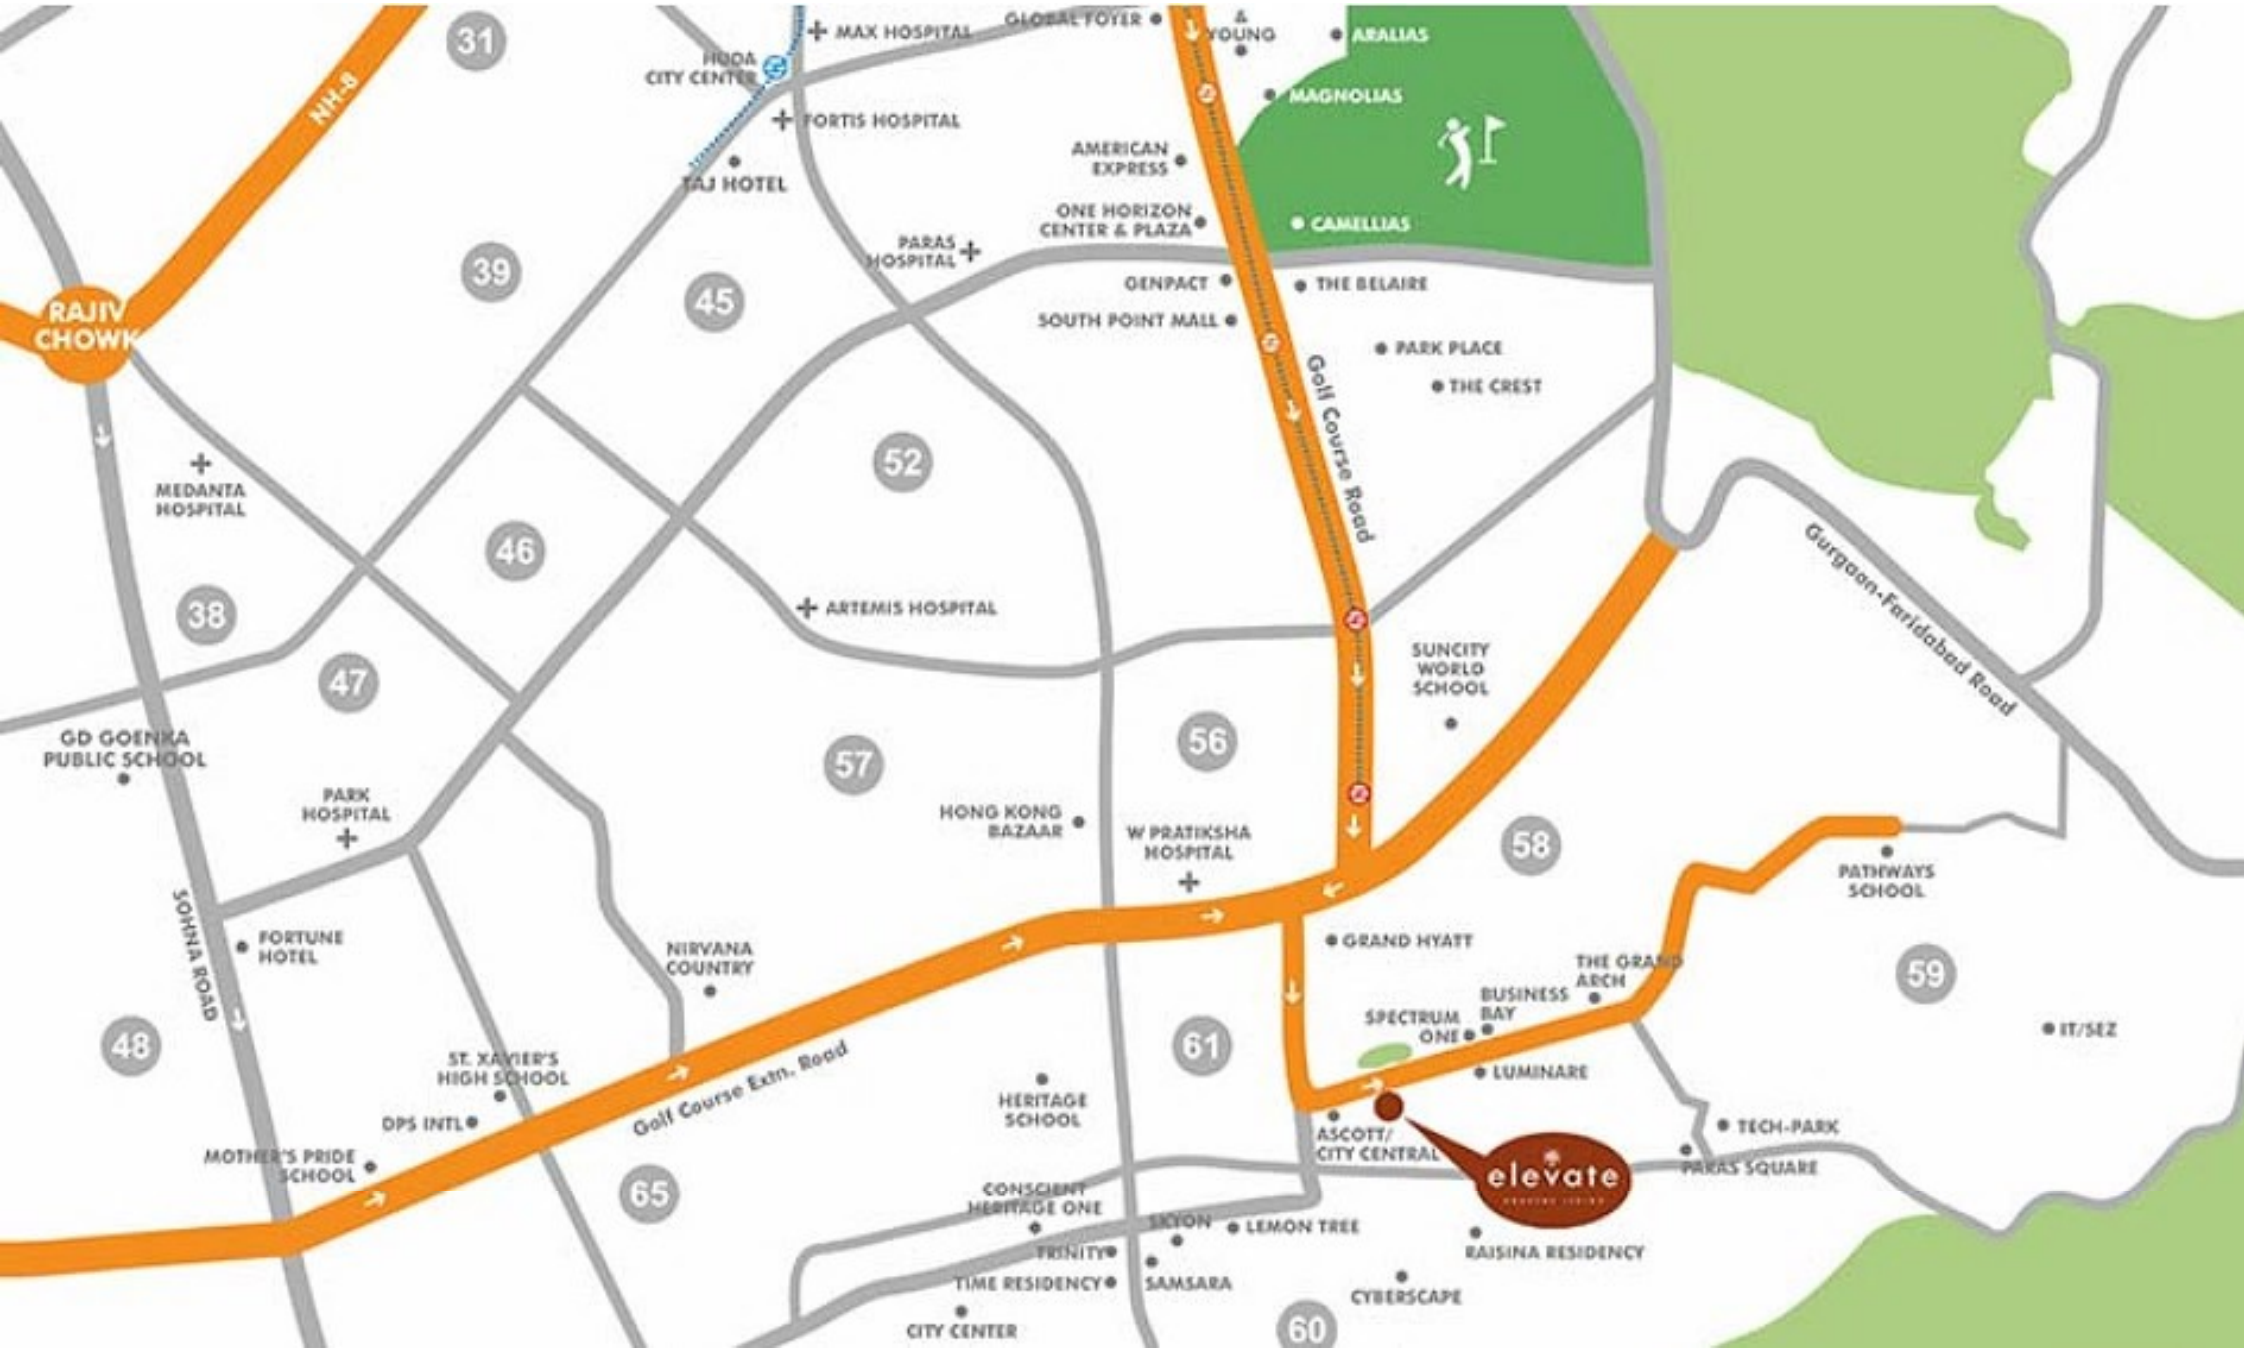 31
NH-8
HUDA
CITY CENTER
MAX HOSPITAL
GLOBAL FOYER
&
YOUNG
ARALIAS
MAGNOLIAS
FORTIS HOSPITAL
TAJ HOTEL
AMERICAN
EXPRESS
ONE HORIZON
CENTER & PLAZA
CAMELLIAS
PARAS
HOSPITAL
39
45
GENPACT
THE BELAIRE
SOUTH POINT MALL
RAJIV
CHOWK
PARK PLACE
THE CREST
Golf Course Road
52
MEDANTA
HOSPITAL
46
Gurgaon-Faridabad Road
38
ARTEMIS HOSPITAL
47
SUNCITY
WORLD
SCHOOL
GD GOENKA
PUBLIC SCHOOL
57
56
PARK
HOSPITAL
HONG KONG
BAZAAR
W PRATIKSHA
HOSPITAL
58
PATHWAYS
SCHOOL
SOHNA ROAD
FORTUNE
HOTEL
NIRVANA
COUNTRY
GRAND HYATT
THE GRAND
ARCH
59
BUSINESS
BAY
SPECTRUM
ONE
IT/SEZ
48
61
LUMINARE
ST. XAVIER'S
HIGH SCHOOL
Golf Course Extn. Road
DPS INTL
HERITAGE
SCHOOL
ASCOTT/
CITY CENTRAL
TECH-PARK
MOTHER'S PRIDE
SCHOOL
PARAS SQUARE
elevate
65
CONSCIENT
HERITAGE ONE
SKYON
LEMON TREE
TRINITY
RAISINA RESIDENCY
TIME RESIDENCY
SAMSARA
CYBERSCAPE
CITY CENTER
60